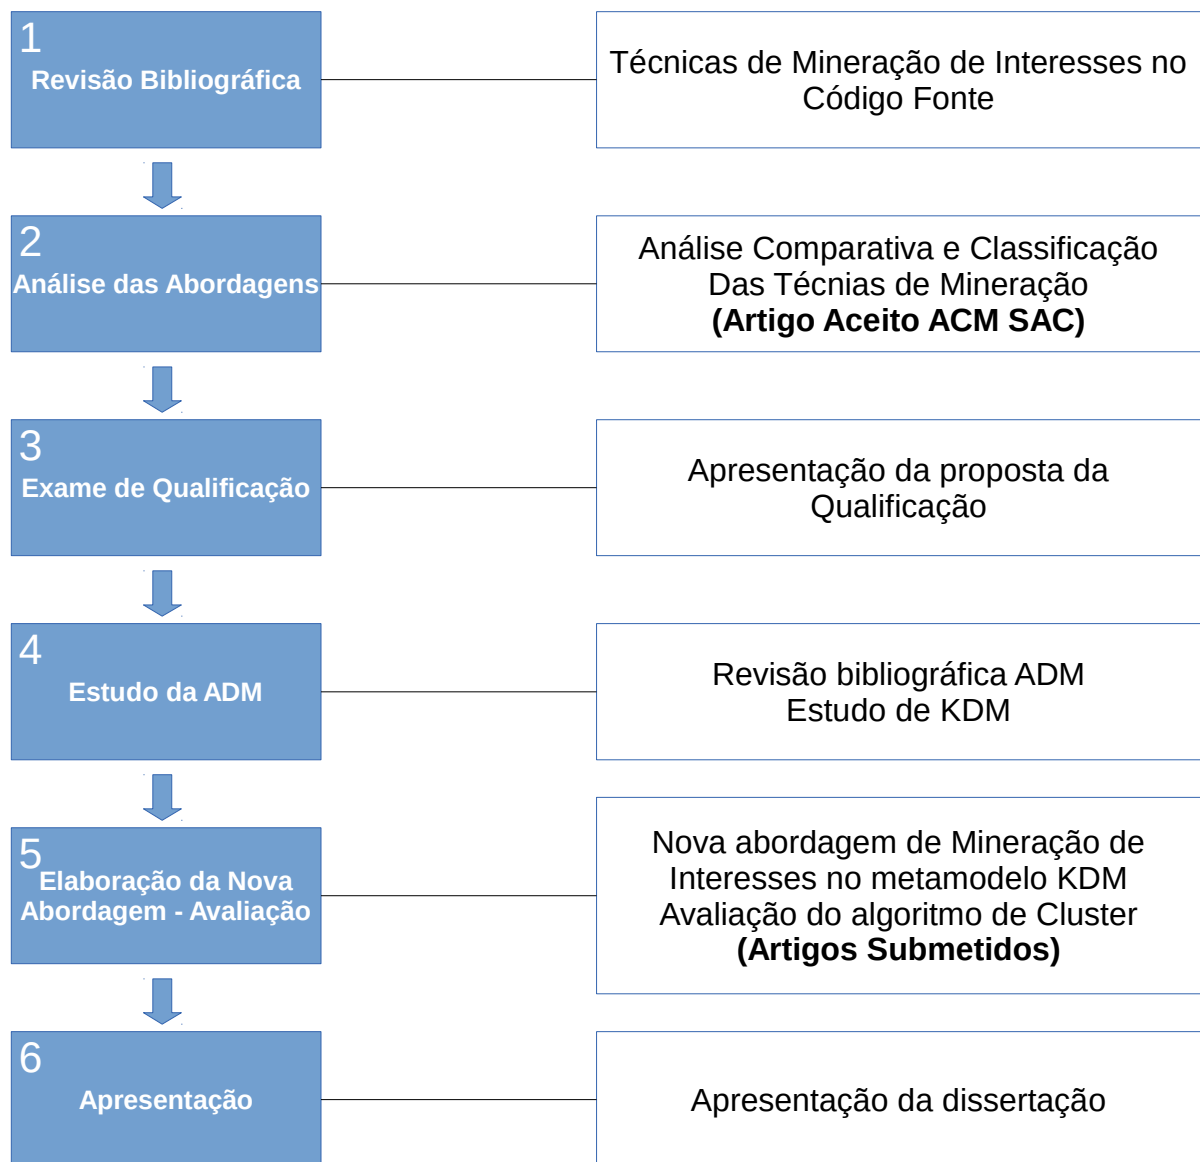 1
Revisão Bibliográfica
Técnicas de Mineração de Interesses no
Código Fonte
2
Análise das Abordagens
Análise Comparativa e Classificação
Das Técnias de Mineração
(Artigo Aceito ACM SAC)
3
Exame de Qualificação
Apresentação da proposta da
Qualificação
4
Estudo da ADM
Revisão bibliográfica ADM
Estudo de KDM
5
Elaboração da Nova
Abordagem - Avaliação
Nova abordagem de Mineração de
Interesses no metamodelo KDM
Avaliação do algoritmo de Cluster
(Artigos Submetidos)
6
Apresentação
Apresentação da dissertação